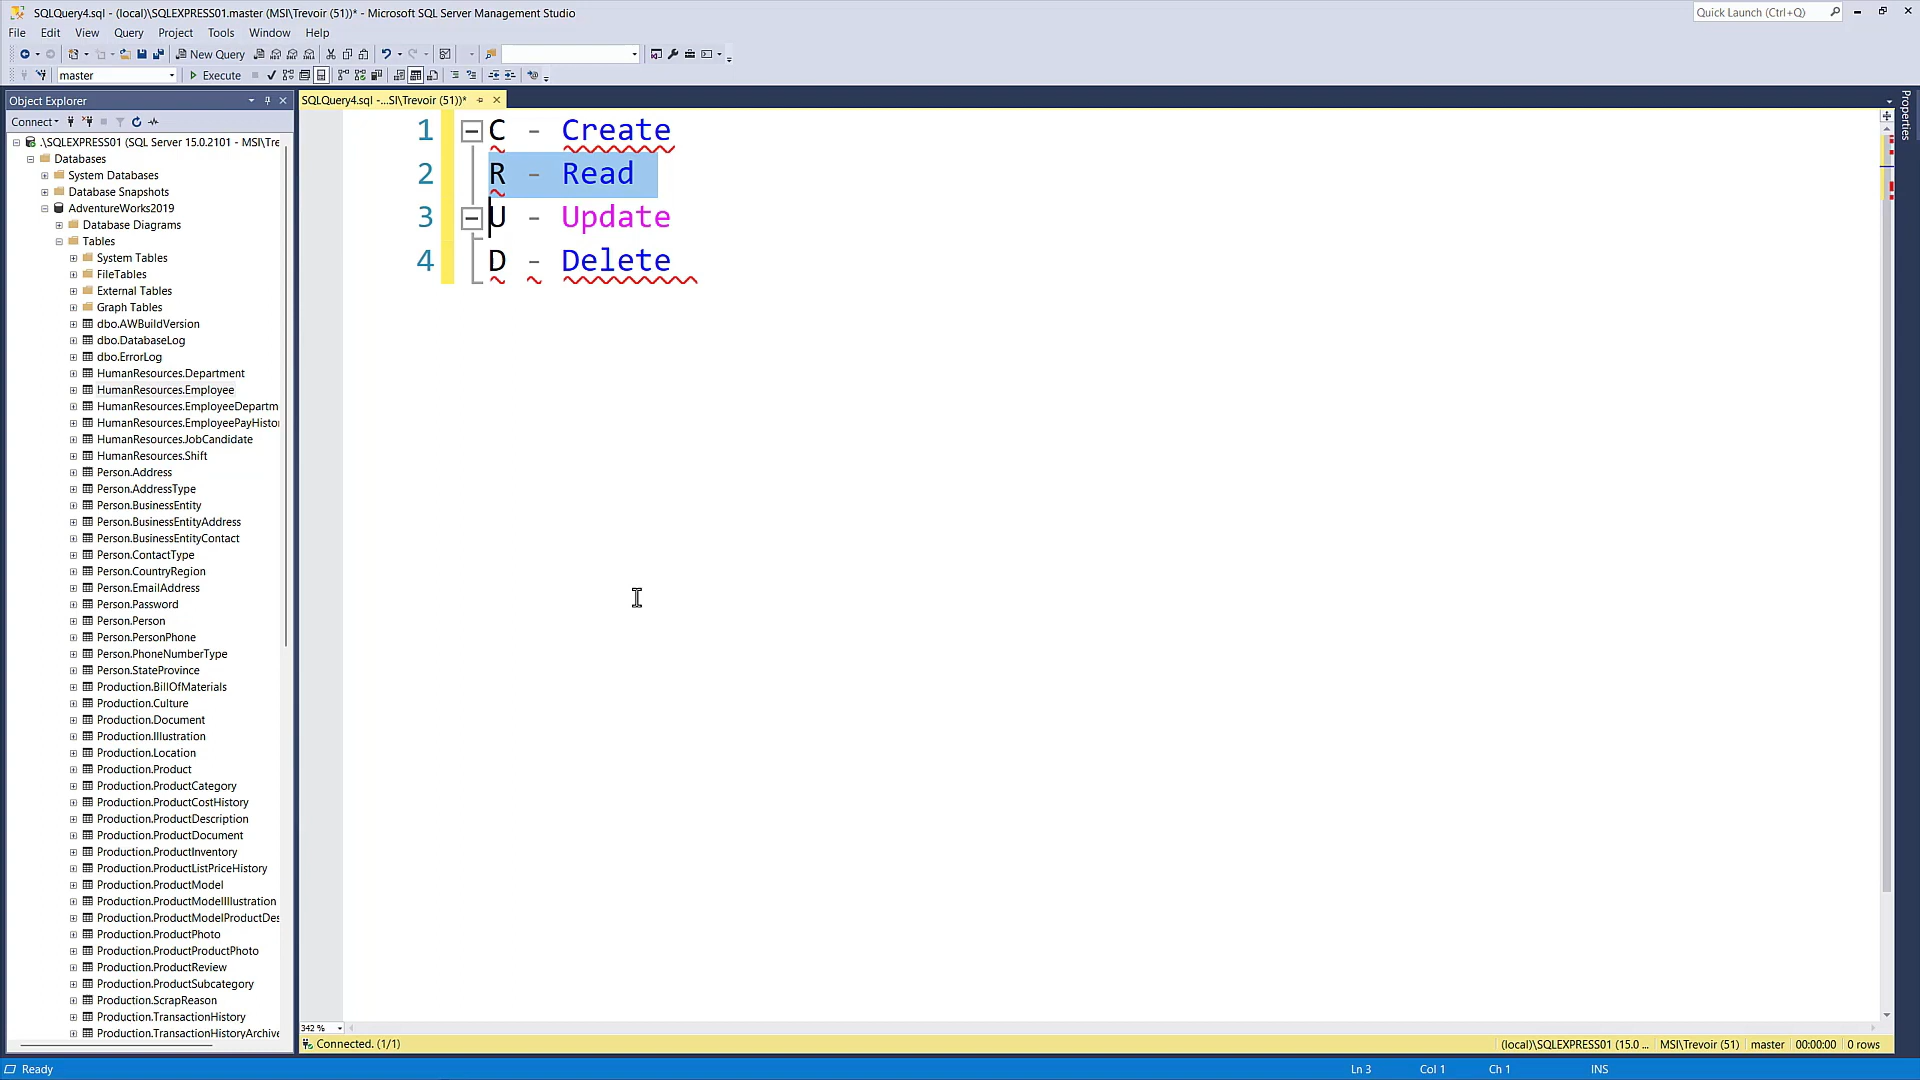 SQLQuery4.sql - (local)\SQLEXPRESS01.master (MSI\Trevoir (51))* - Microsoft SQL Server Management Studio
Quick Launch (Ctrl+Q)
File Edit View Query Project Tools Window Help
New Query
master Execute
Object Explorer
SQLQuery4.sql -...SI\Trevoir (51))*
Properties
Connect
.\SQLEXPRESS01 (SQL Server 15.0.2101 - MSI\Tre
Databases
System Databases
Database Snapshots
AdventureWorks2019
Database Diagrams
Tables
System Tables
FileTables
External Tables
Graph Tables
dbo.AWBuildVersion
dbo.DatabaseLog
dbo.ErrorLog
HumanResources.Department
HumanResources.Employee
HumanResources.EmployeeDepartm
HumanResources.EmployeePayHisto
HumanResources.JobCandidate
HumanResources.Shift
Person.Address
Person.AddressType
Person.BusinessEntity
Person.BusinessEntityAddress
Person.BusinessEntityContact
Person.ContactType
Person.CountryRegion
Person.EmailAddress
Person.Password
Person.Person
Person.PersonPhone
Person.PhoneNumberType
Person.StateProvince
Production.BillOfMaterials
Production.Culture
Production.Document
Production.Illustration
Production.Location
Production.Product
Production.ProductCategory
Production.ProductCostHistory
Production.ProductDescription
Production.ProductDocument
Production.ProductInventory
Production.ProductListPriceHistory
Production.ProductModel
Production.ProductModelIllustration
Production.ProductModelProductDes
Production.ProductPhoto
Production.ProductProductPhoto
Production.ProductReview
Production.ProductSubcategory
Production.ScrapReason
Production.TransactionHistory
Production.TransactionHistoryArchive
1 C - Create
2 R - Read
3 U - Update
4 D - Delete
342 %
Connected. (1/1)
(local)\SQLEXPRESS01 (15.0 ... MSI\Trevoir (51) master 00:00:00 0 rows
Ready
Ln 3 Col 1 Ch 1 INS